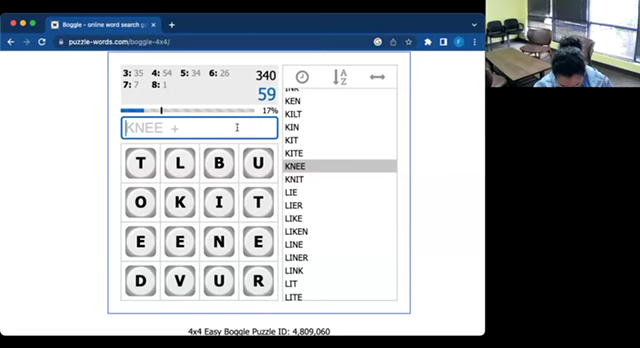 Boggle - online word search g
puzzle-words.com/boggle-4x4/
3: 35 4: 54 5: 34 6: 26 340
7: 7 8: 1 59
17%
KNEE +
T L B U
O K I T
E E N E
D V U R
A
Z
INK
KEN
KILT
KIN
KIT
KITE
KNEE
KNIT
LIE
LIER
LIKE
LIKEN
LINE
LINER
LINK
LIT
LITE
4x4 Easy Boggle Puzzle ID: 4,809,060